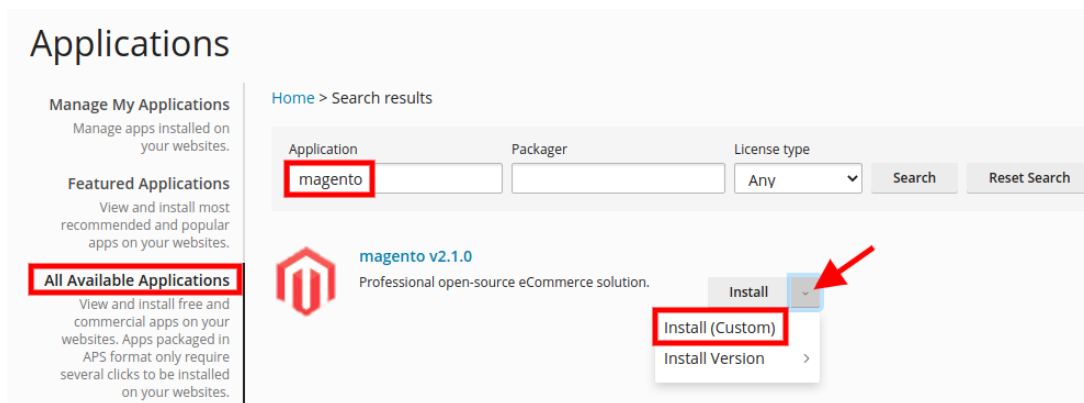 Applications
Manage My Applications
Manage apps installed on
your websites.
Featured Applications
View and install most
recommended and popular
apps on your websites.
All Available Applications
View and install free and
commercial apps on your
websites. Apps packaged in
APS format only require
several clicks to be installed
on your websites.
Home > Search results
Application Packager License type
magento Any Search Reset Search
magento v2.1.0
Professional open-source eCommerce solution.
Install
Install (Custom)
Install Version >